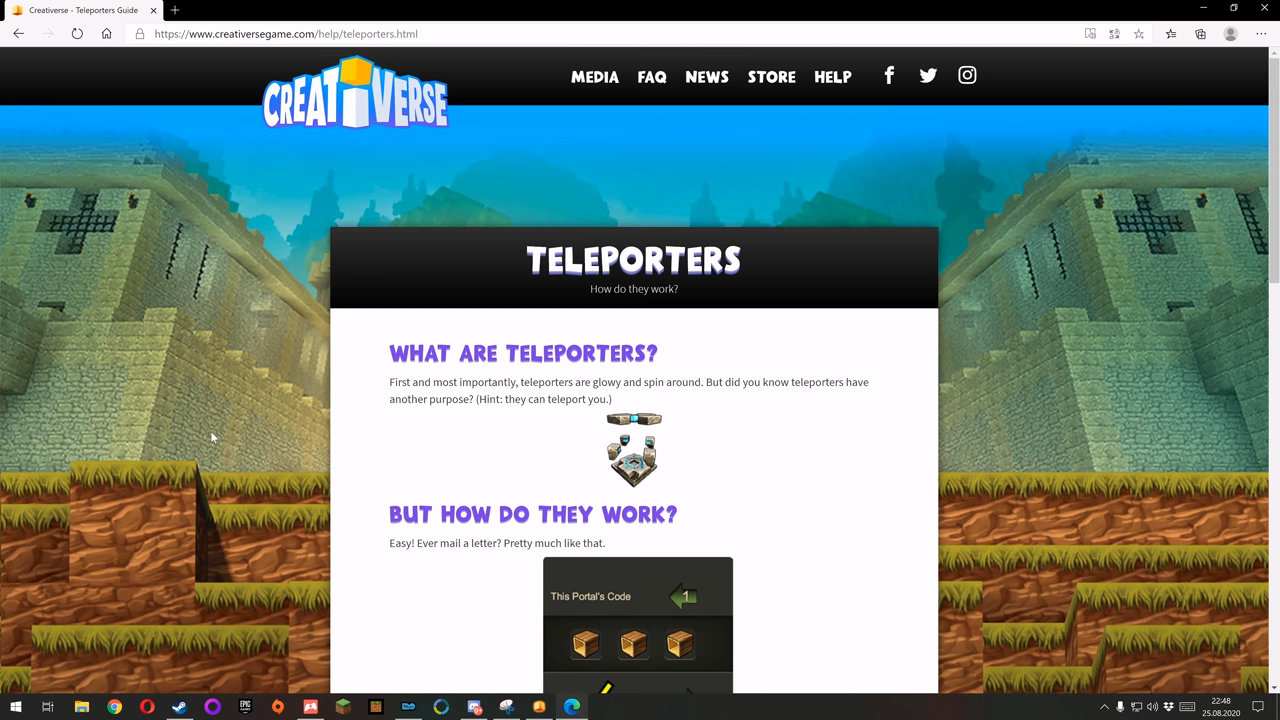 Creativerse - Teleporters Guide
https://www.creativersegame.com/help/teleporters.html
CREATIVERSE
MEDIA FAQ NEWS STORE HELP
TELEPORTERS
How do they work?
WHAT ARE TELEPORTERS?
First and most importantly, teleporters are glowy and spin around. But did you know teleporters have
another purpose? (Hint: they can teleport you.)
BUT HOW DO THEY WORK?
Easy! Ever mail a letter? Pretty much like that.
This Portal's Code 1
EPIC GAMES
22:48
25.08.2020